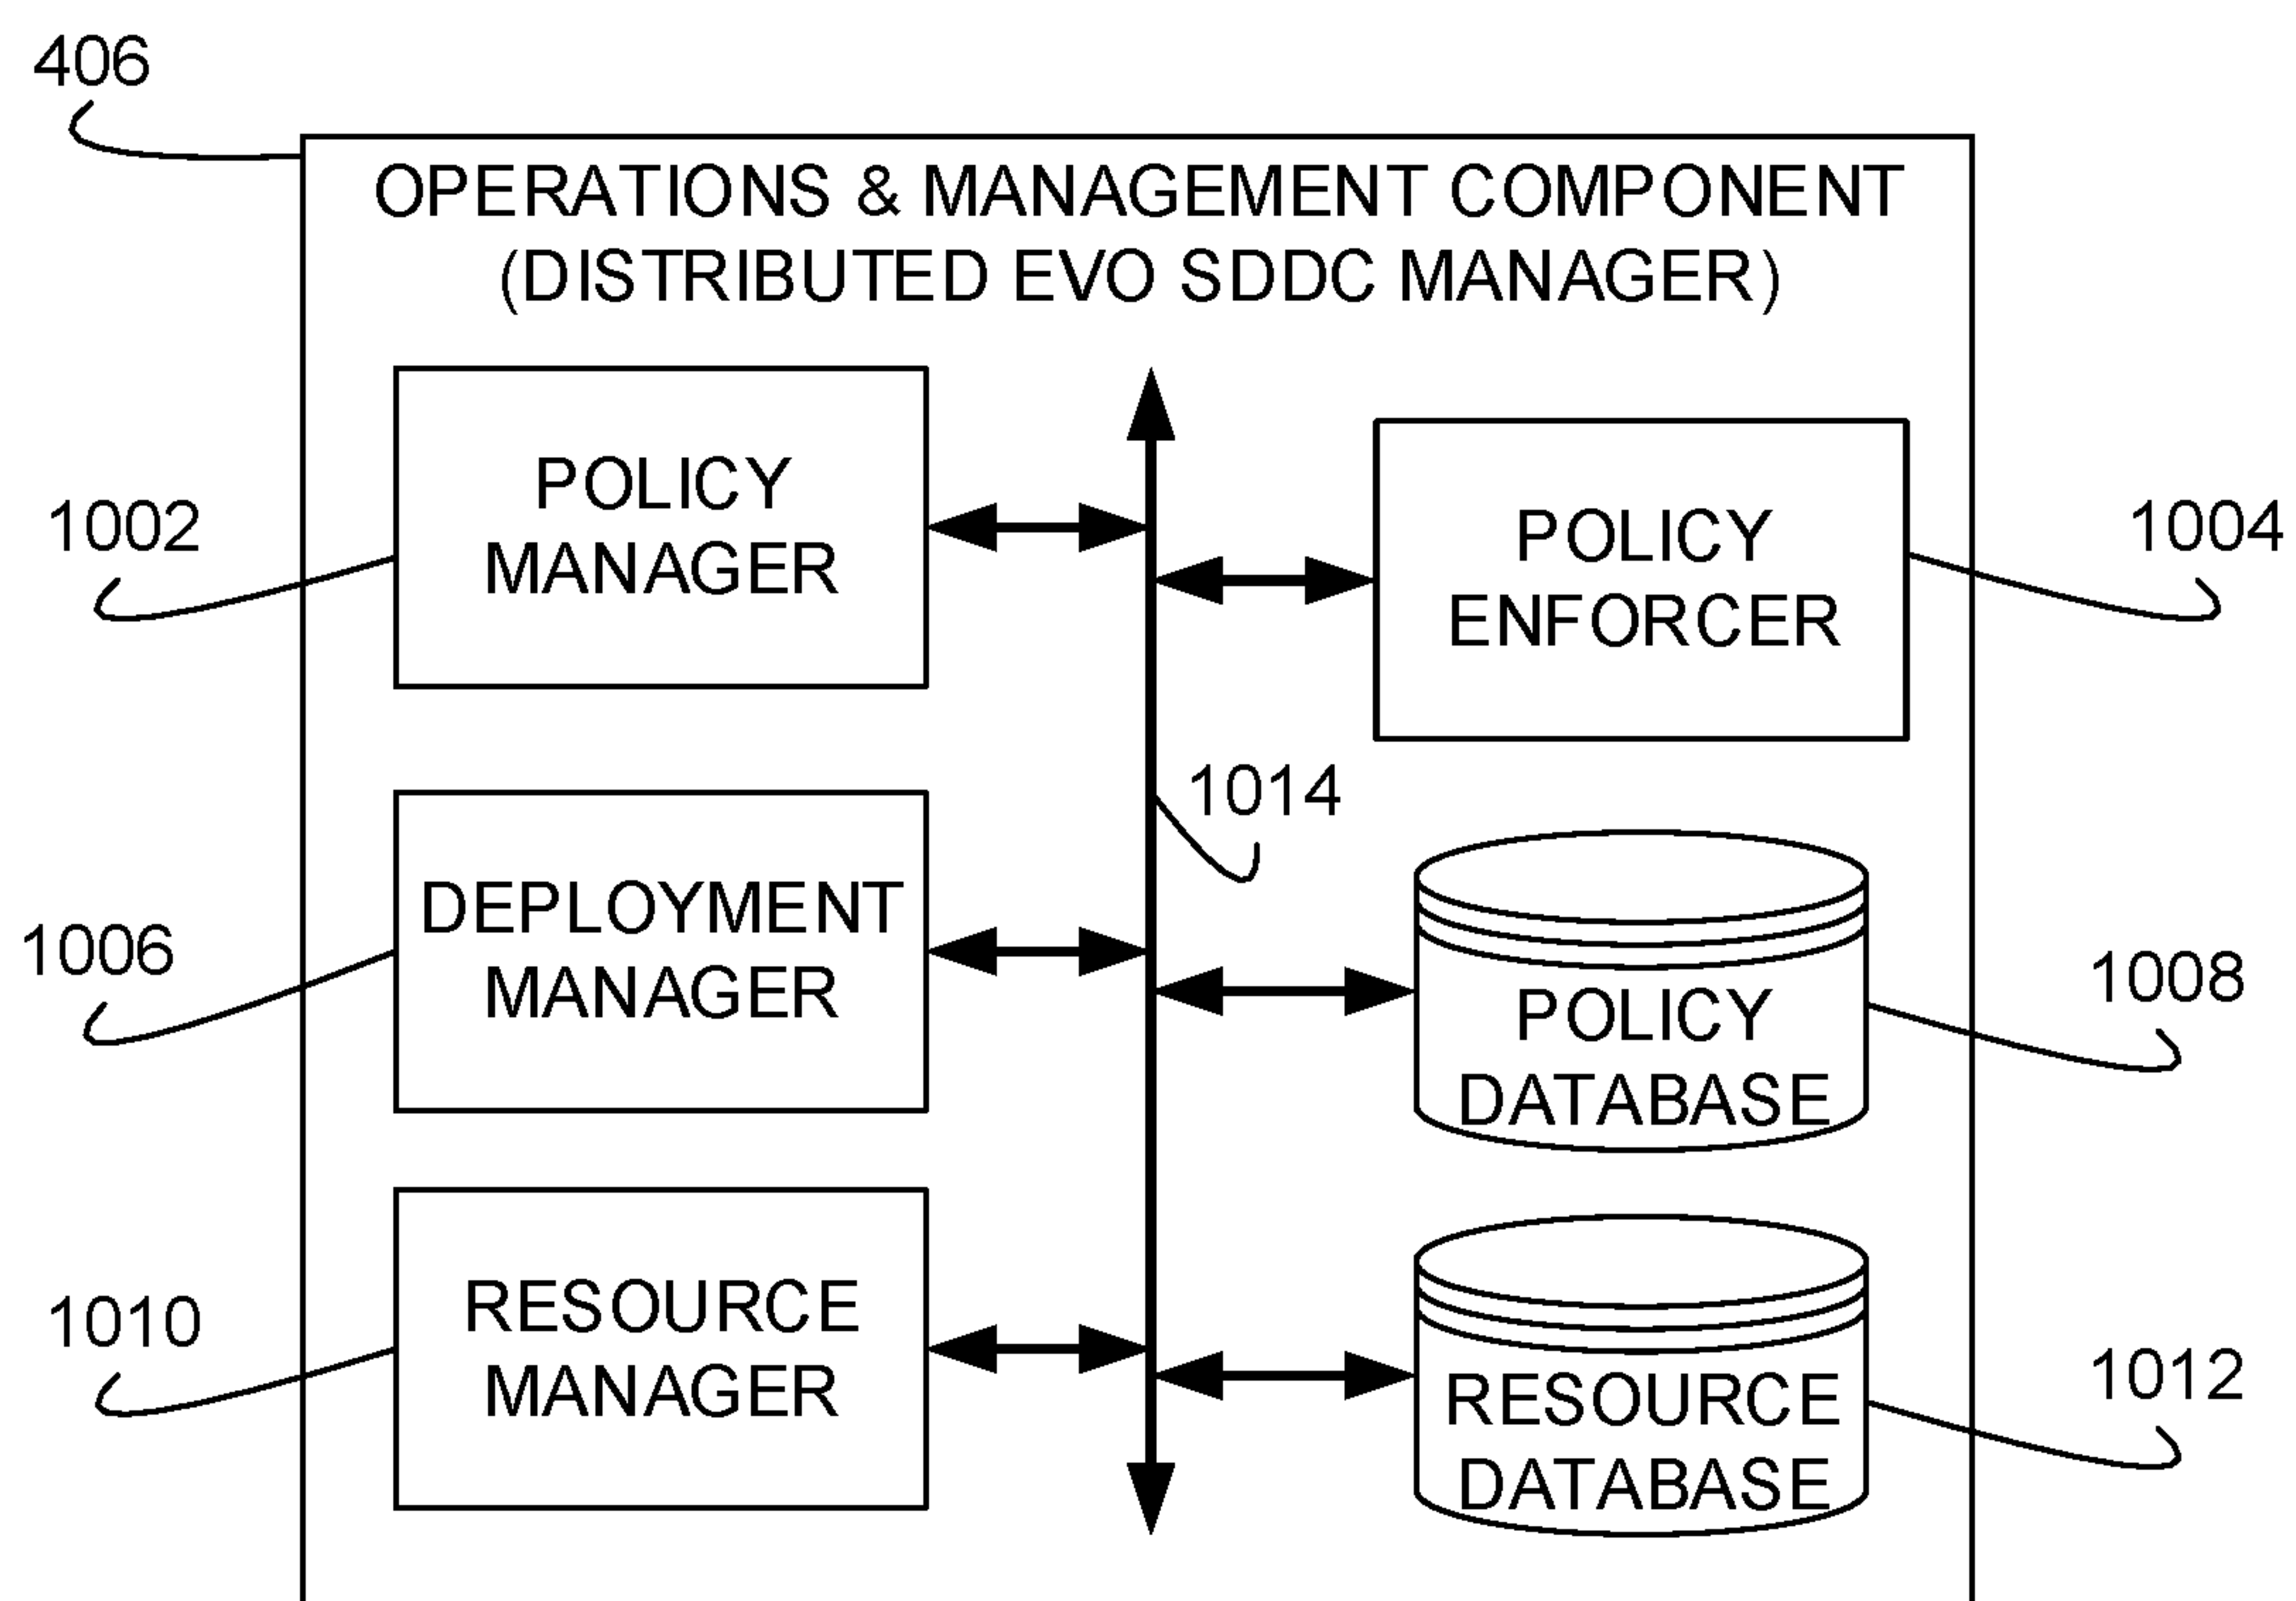 406
OPERATIONS & MANAGEMENT COMPONENT
(DISTRIBUTED EVO SDDC MANAGER)
1002
POLICY
MANAGER
POLICY
ENFORCER
1004
1014
1006
DEPLOYMENT
MANAGER
POLICY
DATABASE
1008
1010
RESOURCE
MANAGER
RESOURCE
DATABASE
1012